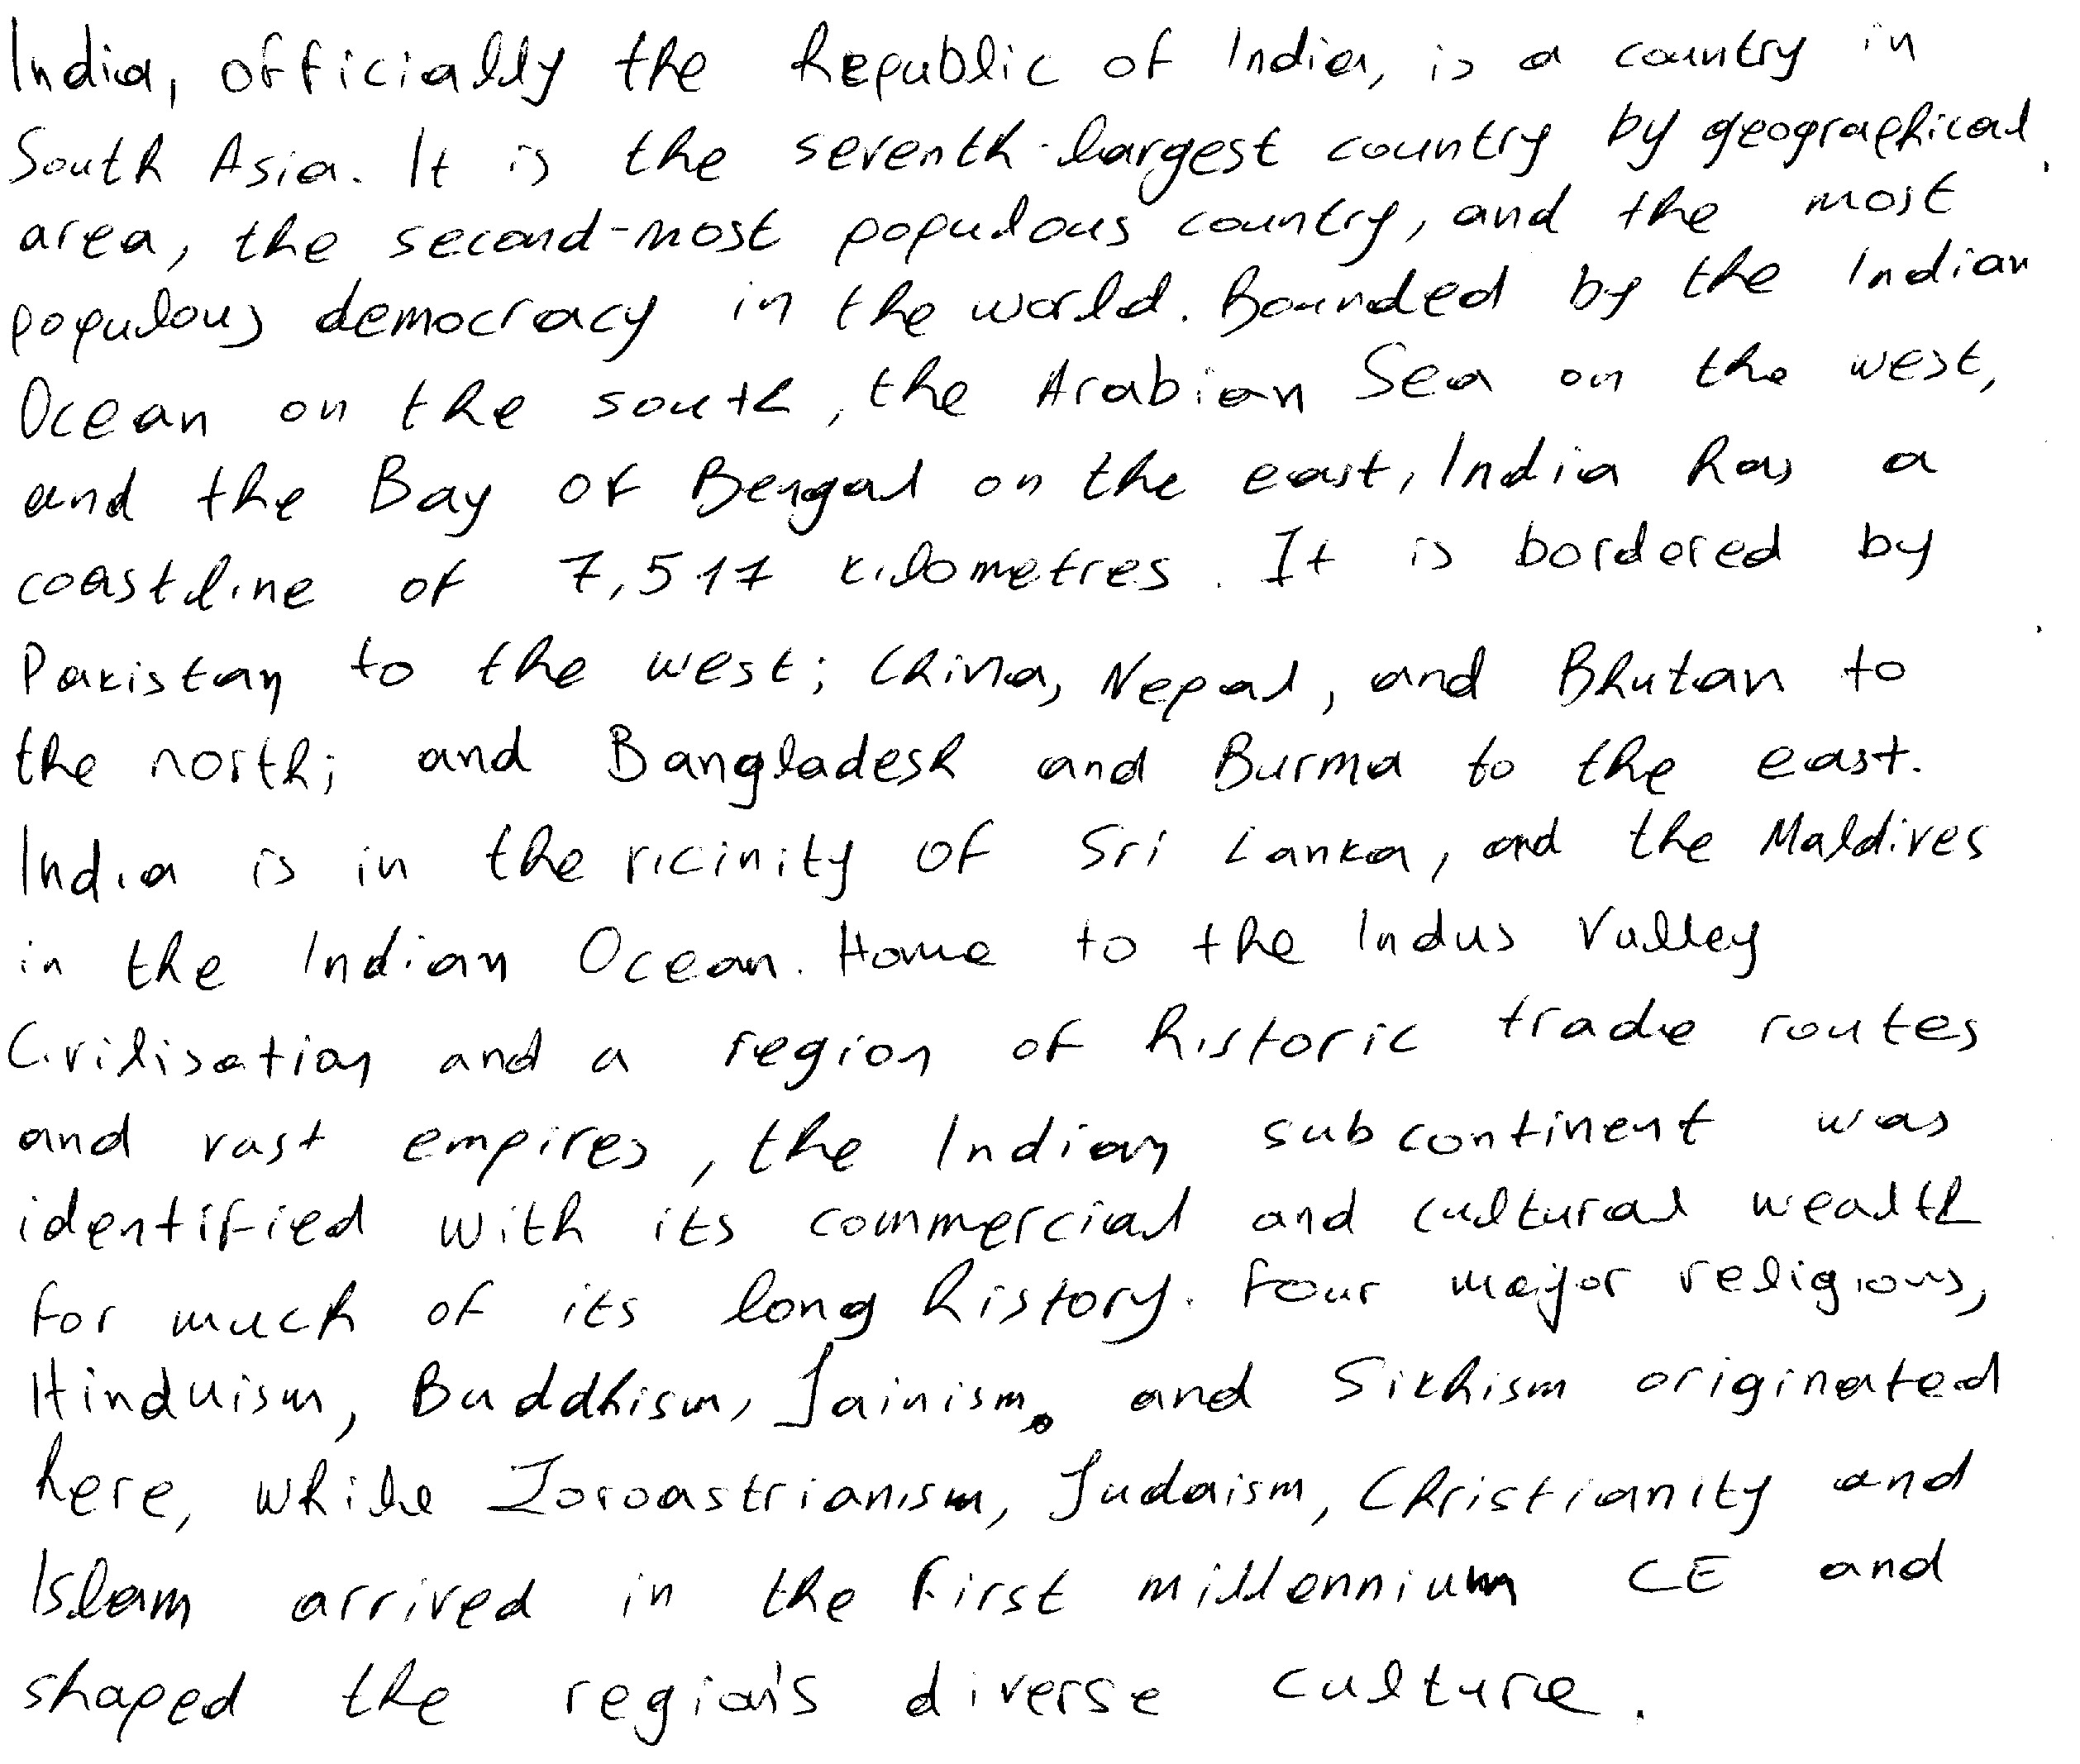 India, officially the Republic of India, is a country in
South Asia. It is the seventh-largest country by geographical
area, the second-most populous country, and the most
populous democracy in the world. Bounded by the Indian
Ocean on the south, the Arabian Sea on the west,
and the Bay of Bengal on the east, India has a
coastline of 7,517 kilometres. It is bordered by
Pakistan to the west; China, Nepal, and Bhutan to
the north; and Bangladesh and Burma to the east.
India is in the vicinity of Sri Lanka, and the Maldives
in the Indian Ocean. Home to the Indus Valley
Civilisation and a region of historic trade routes
and vast empires, the Indian subcontinent was
identified with its commercial and cultural wealth
for much of its long history. Four major religions,
Hinduism, Buddhism, Jainism, and Sikhism originated
here, while Zoroastrianism, Judaism, Christianity and
Islam arrived in the first millennium CE and
shaped the region's diverse culture.